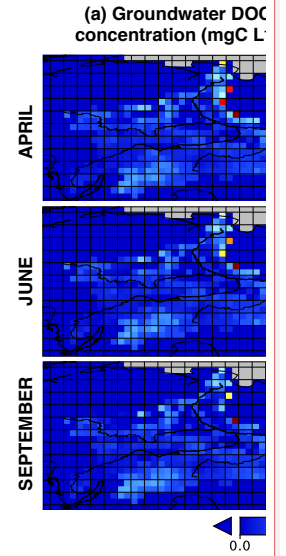 (a) Groundwater DOC
concentration (mgC L
APRIL
JUNE
SEPTEMBER
0.0